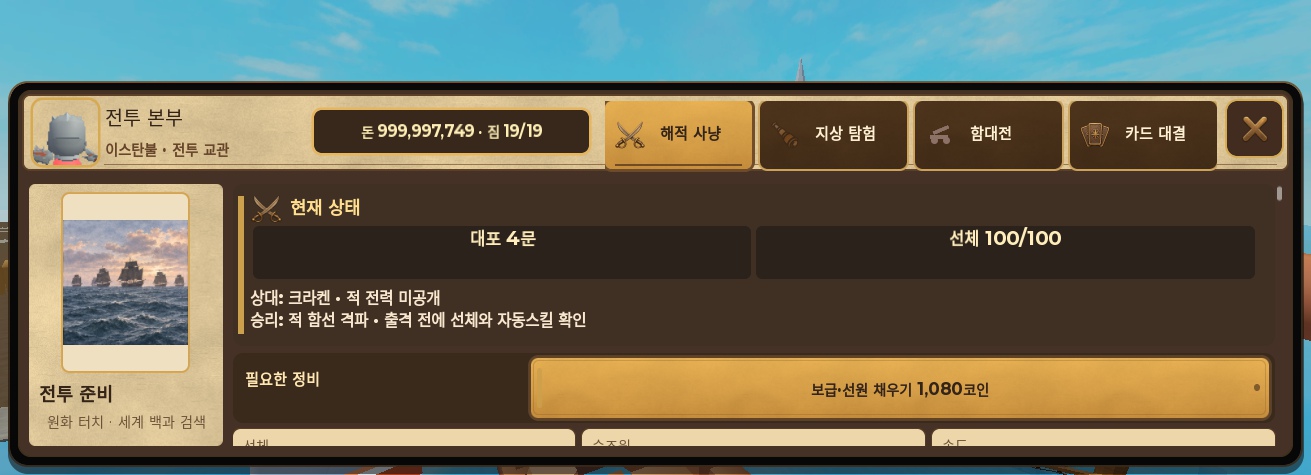 전투 본부
이스탄불 • 전투 교관
돈 999,997,749 · 짐 19/19
해적 사냥
지상 탐험
함대전
카드 대결
현재 상태
대포 4문
선체 100/100
상대: 크라켄 • 적 전력 미공개
승리: 적 함선 격파 • 출격 전에 선체와 자동스킬 확인
전투 준비
원화 터치 · 세계 백과 검색
필요한 정비
보급·선원 채우기 1,080코인
선체
속도